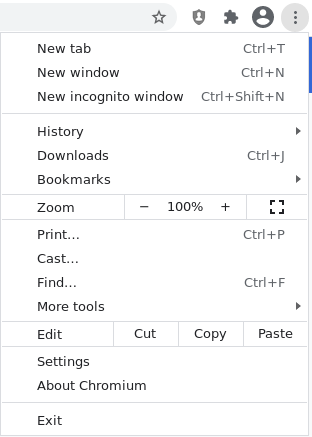 New tab Ctrl+T
New window Ctrl+N
New incognito window Ctrl+Shift+N
History
Downloads Ctrl+J
Bookmarks
Zoom − 100% +
Print... Ctrl+P
Cast...
Find... Ctrl+F
More tools
Edit Cut Copy Paste
Settings
About Chromium
Exit